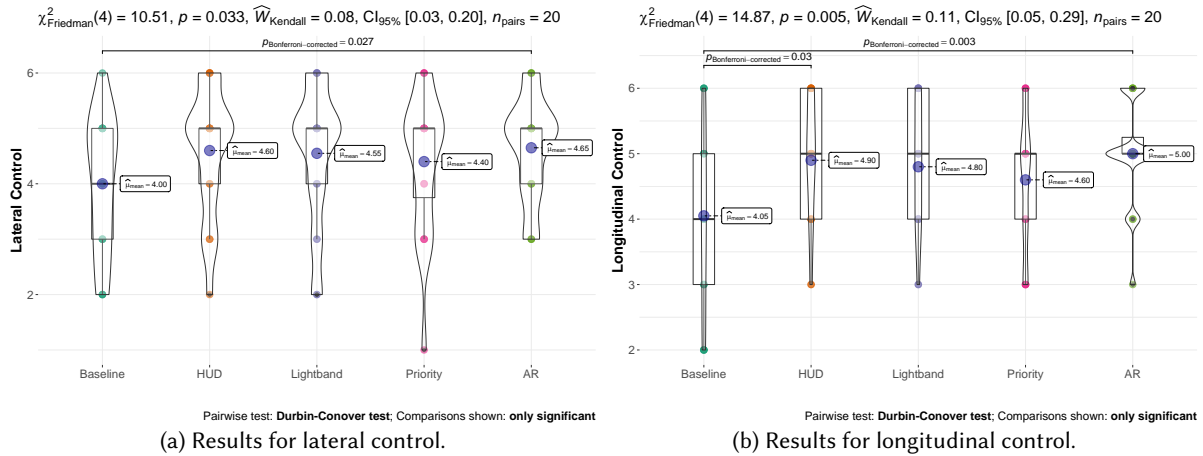 χ²Friedman(4) = 10.51, p = 0.033, ŴKendall = 0.08, CI95% [0.03, 0.20], npairs = 20
pBonferroni−corrected = 0.027
Lateral Control
6
4
2
μ̂mean = 4.00
μ̂mean = 4.60
μ̂mean = 4.55
μ̂mean = 4.40
μ̂mean = 4.65
Baseline HUD Lightband Priority AR
Pairwise test: Durbin-Conover test; Comparisons shown: only significant
(a) Results for lateral control.
χ²Friedman(4) = 14.87, p = 0.005, ŴKendall = 0.11, CI95% [0.05, 0.29], npairs = 20
pBonferroni−corrected = 0.003
pBonferroni−corrected = 0.03
Longitudinal Control
6
5
4
3
2
μ̂mean = 4.05
μ̂mean = 4.90
μ̂mean = 4.80
μ̂mean = 4.60
μ̂mean = 5.00
Baseline HUD Lightband Priority AR
Pairwise test: Durbin-Conover test; Comparisons shown: only significant
(b) Results for longitudinal control.